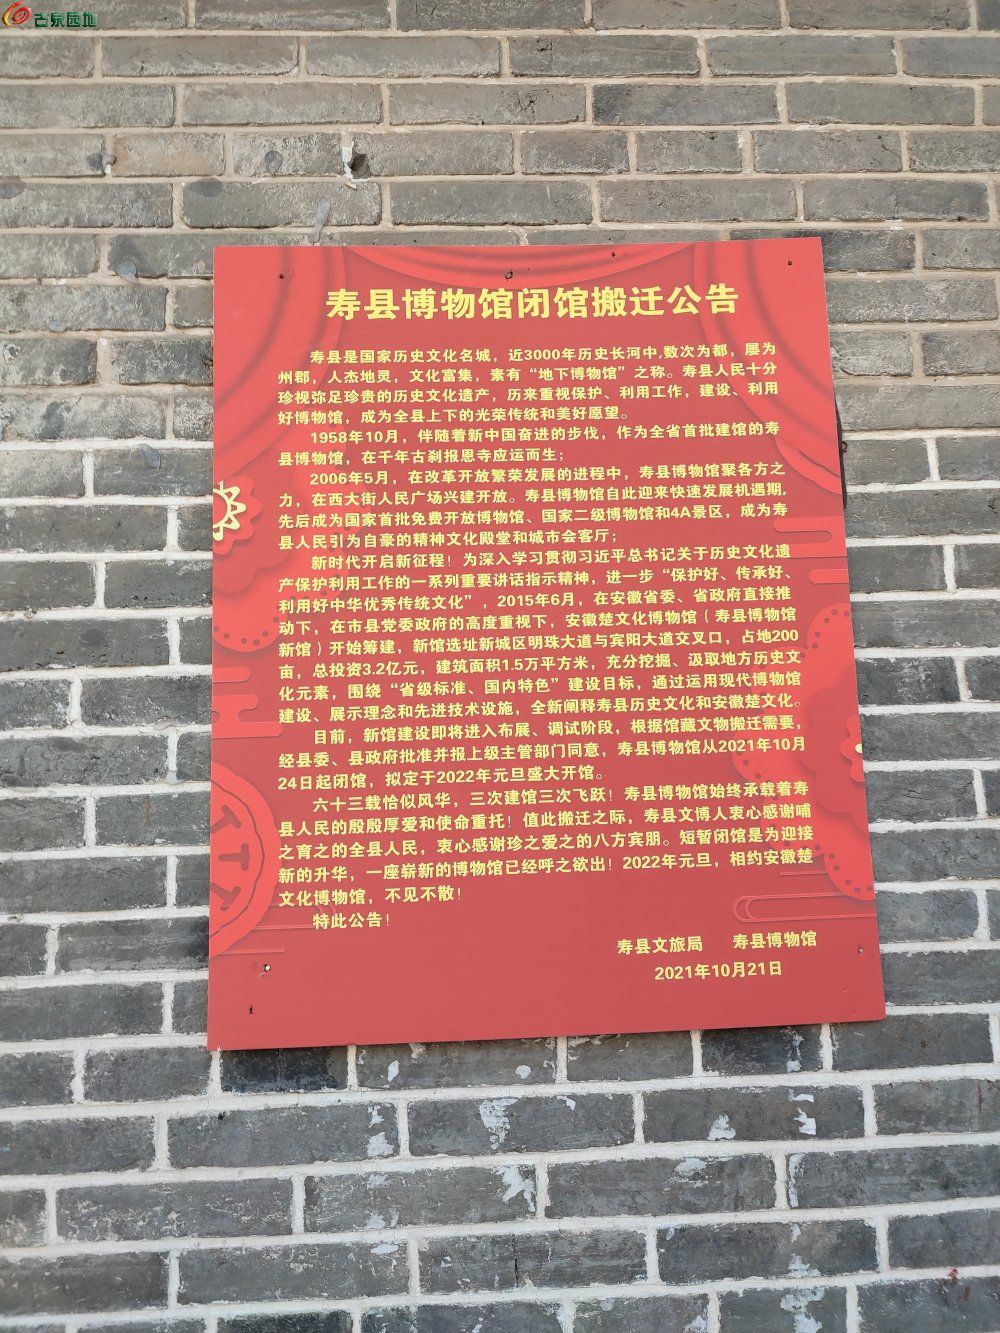 古泉园地
寿县博物馆闭馆搬迁公告
寿县是国家历史文化名城，近3000年历史长河中,数次为都，屡为
州郡，人杰地灵，文化富集，素有“地下博物馆”之称。寿县人民十分
珍视弥足珍贵的历史文化遗产，历来重视保护、利用工作，建设、利用
好博物馆，成为全县上下的光荣传统和美好愿望。
1958年10月，伴随着新中国奋进的步伐，作为全省首批建馆的寿
县博物馆，在千年古刹报恩寺应运而生；
2006年5月，在改革开放繁荣发展的进程中，寿县博物馆聚各方之
力，在西大街人民广场兴建开放。寿县博物馆自此迎来快速发展机遇期,
先后成为国家首批免费开放博物馆、国家二级博物馆和4A景区，成为寿
县人民引为自豪的精神文化殿堂和城市会客厅；
新时代开启新征程！为深入学习贯彻习近平总书记关于历史文化遗
产保护利用工作的一系列重要讲话指示精神，进一步“保护好、传承好、
利用好中华优秀传统文化”，2015年6月，在安徽省委、省政府直接推
动下，在市县党委政府的高度重视下，安徽楚文化博物馆（寿县博物馆
新馆）开始筹建，新馆选址新城区明珠大道与宾阳大道交叉口，占地200
亩，总投资3.2亿元，建筑面积1.5万平方米，充分挖掘、汲取地方历史文
化元素，围绕“省级标准、国内特色”建设目标，通过运用现代博物馆
建设、展示理念和先进技术设施，全新阐释寿县历史文化和安徽楚文化。
目前，新馆建设即将进入布展、调试阶段，根据馆藏文物搬迁需要，
经县委、县政府批准并报上级主管部门同意，寿县博物馆从2021年10月
24日起闭馆，拟定于2022年元旦盛大开馆。
六十三载恰似风华，三次建馆三次飞跃！寿县博物馆始终承载着寿
县人民的殷殷厚爱和使命重托！值此搬迁之际，寿县文博人衷心感谢哺
之育之的全县人民，衷心感谢珍之爱之的八方宾朋。短暂闭馆是为迎接
新的升华，一座崭新的博物馆已经呼之欲出！2022年元旦，相约安徽楚
文化博物馆，不见不散！
特此公告！
寿县文旅局 寿县博物馆
2021年10月21日